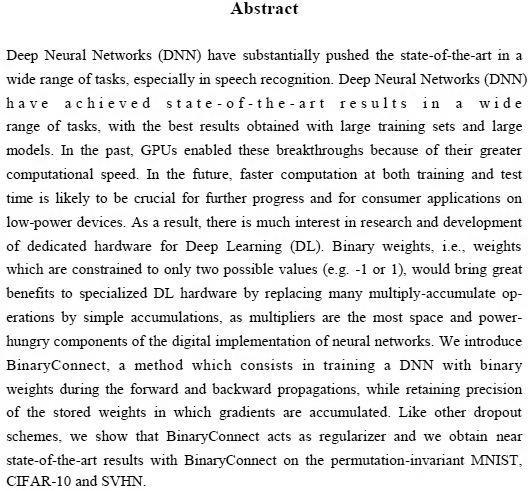 Abstract
Deep Neural Networks (DNN) have substantially pushed the state-of-the-art in a
wide range of tasks, especially in speech recognition. Deep Neural Networks (DNN)
have achieved state-of-the-art results in a wide
range of tasks, with the best results obtained with large training sets and large
models. In the past, GPUs enabled these breakthroughs because of their greater
computational speed. In the future, faster computation at both training and test
time is likely to be crucial for further progress and for consumer applications on
low-power devices. As a result, there is much interest in research and development
of dedicated hardware for Deep Learning (DL). Binary weights, i.e., weights
which are constrained to only two possible values (e.g. -1 or 1), would bring great
benefits to specialized DL hardware by replacing many multiply-accumulate op-
erations by simple accumulations, as multipliers are the most space and power-
hungry components of the digital implementation of neural networks. We introduce
BinaryConnect, a method which consists in training a DNN with binary
weights during the forward and backward propagations, while retaining precision
of the stored weights in which gradients are accumulated. Like other dropout
schemes, we show that BinaryConnect acts as regularizer and we obtain near
state-of-the-art results with BinaryConnect on the permutation-invariant MNIST,
CIFAR-10 and SVHN.